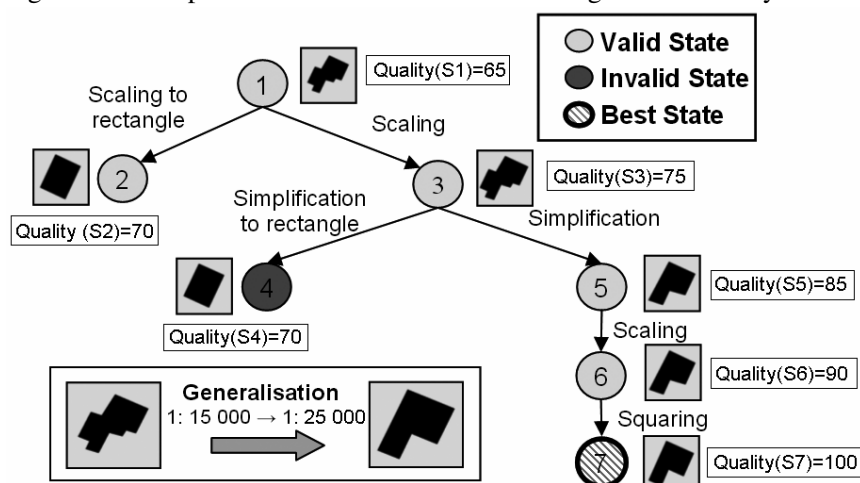 1
Quality(S1)=65
Valid State
Invalid State
Best State
Scaling to
rectangle
Scaling
2
3
Quality(S3)=75
Quality (S2)=70
Simplification
to rectangle
Simplification
4
5
Quality(S5)=85
Quality(S4)=70
Scaling
6
Quality(S6)=90
Generalisation
1: 15 000 → 1: 25 000
Squaring
7
Quality(S7)=100